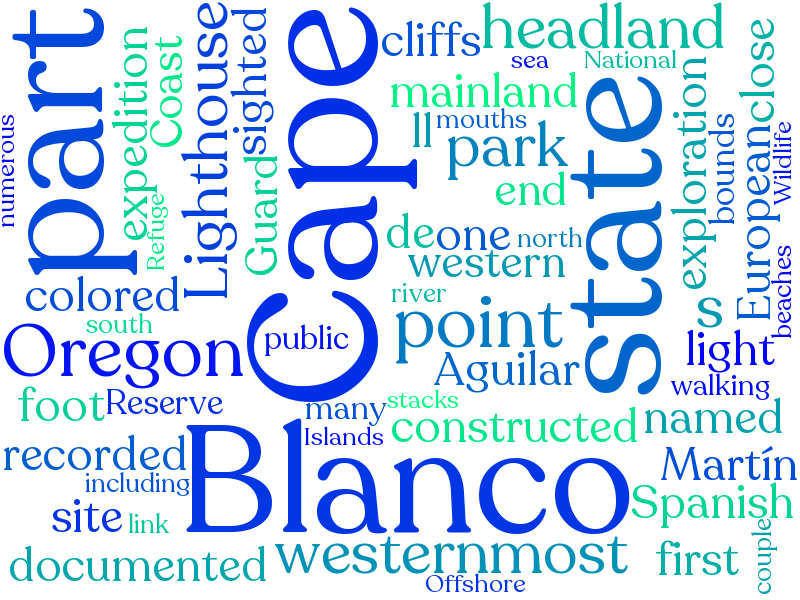 part
Cape
state
Blanco
headland
cliffs
sea
National
mainland
ll
mouths
park
end
exploration
bounds
European
close
Wildlife
beaches
numerous
expedition
Coast
Refuge
Lighthouse
sighted
Guard
de
one
north
western
river
colored
south
public
point
Aguilar
s
light
walking
Oregon
foot
Reserve
many
stacks
Islands
constructed
named
recorded
including
Martín
site
link
Spanish
documented
westernmost
first
couple
Offshore